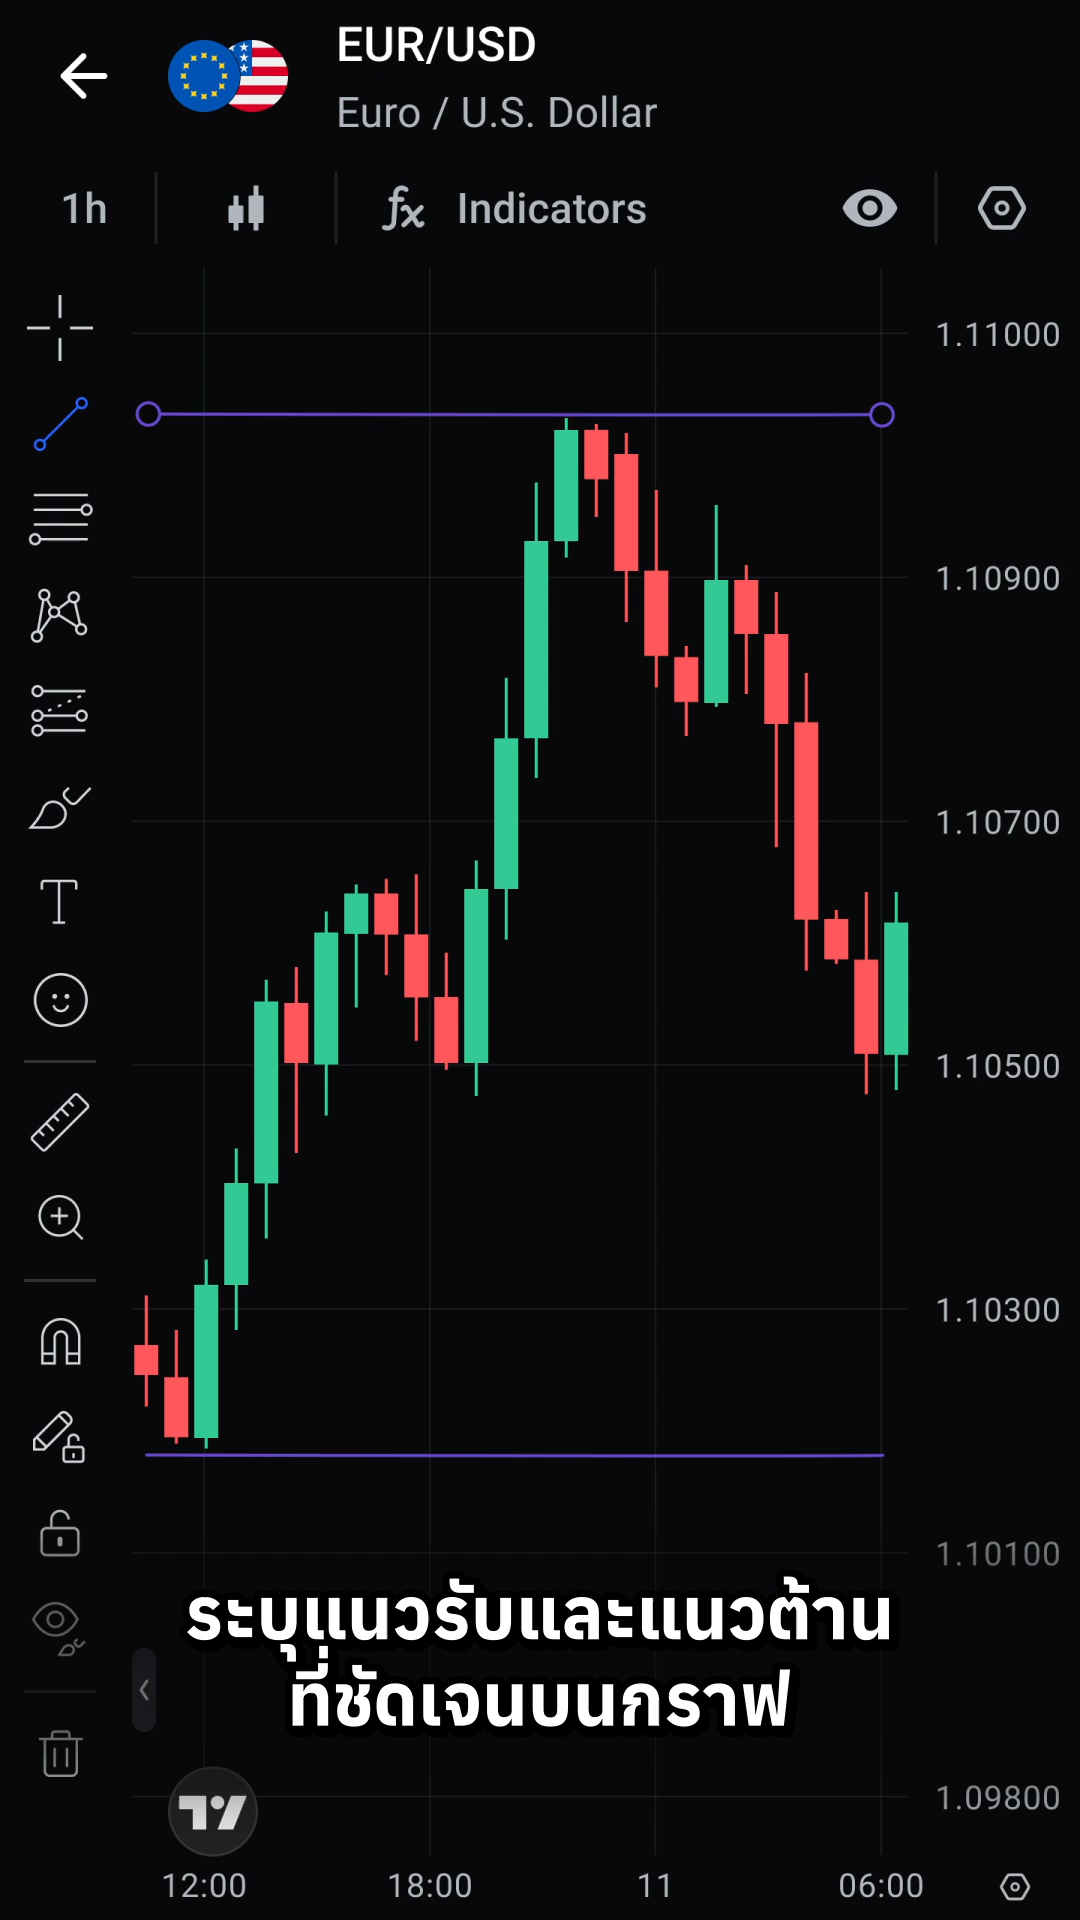 EUR/USD
Euro / U.S. Dollar
1h
fx Indicators
1.11000
1.10900
1.10700
1.10500
1.10300
1.10100
ระบุแนวรับและแนวต้าน
ที่ชัดเจนบนกราฟ
1.09800
12:00 18:00 11 06:00